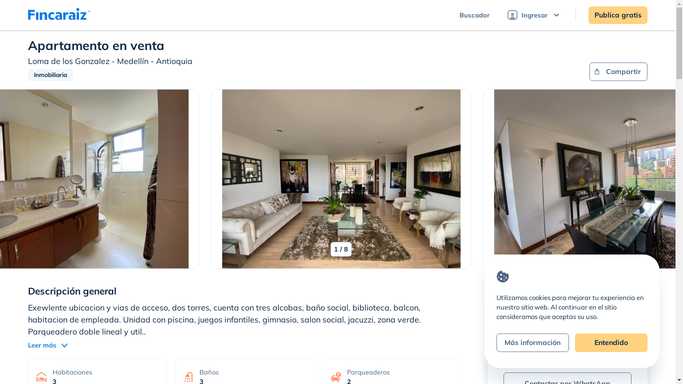 Fincaraiz
Buscador
Ingresar
Publica gratis
Apartamento en venta
Loma de los Gonzalez - Medellín - Antioquia
Inmobiliaria
Compartir
1 / 8
Descripción general
Exewlente ubicacion y vias de acceso, dos torres, cuenta con tres alcobas, baño social, biblioteca, balcon,
habitacion de empleada. Unidad con piscina, juegos infantiles, gimnasio, salon social, jacuzzi, zona verde.
Parqueadero doble lineal y util..
Leer más
Habitaciones
3
Baños
3
Parqueaderos
2
Utilizamos cookies para mejorar tu experiencia en
nuestro sitio web. Al continuar en el sitio
consideramos que aceptas su uso.
Más información
Entendido
Contactar por WhatsApp